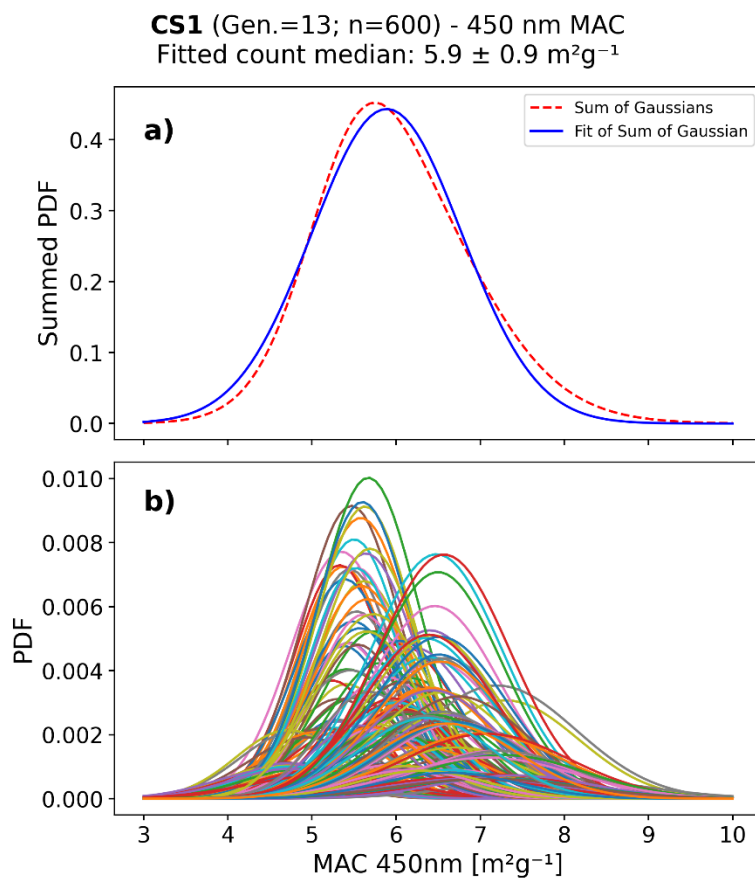 CS1 (Gen.=13; n=600) - 450 nm MAC
Fitted count median: 5.9 ± 0.9 m²g⁻¹
a)
Sum of Gaussians
Fit of Sum of Gaussian
Summed PDF
0.4
0.3
0.2
0.1
0.0
b)
PDF
0.010
0.008
0.006
0.004
0.002
0.000
3 4 5 6 7 8 9 10
MAC 450nm [m²g⁻¹]